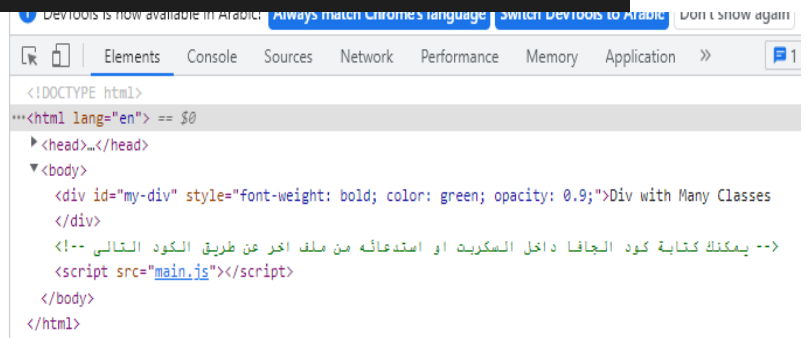 DevTools is now available in Arabic! Always match Chrome's language Switch DevTools to Arabic Don't show again
Elements Console Sources Network Performance Memory Application » 1
<!DOCTYPE html>
···<html lang="en"> == $0
▶<head>…</head>
▼<body>
<div id="my-div" style="font-weight: bold; color: green; opacity: 0.9;">Div with Many Classes
</div>
<!-- يمكنك كتابة كود الجافا داخل السكربت او استدعائه من ملف اخر عن طريق الكود التالى -->
<script src="main.js"></script>
</body>
</html>